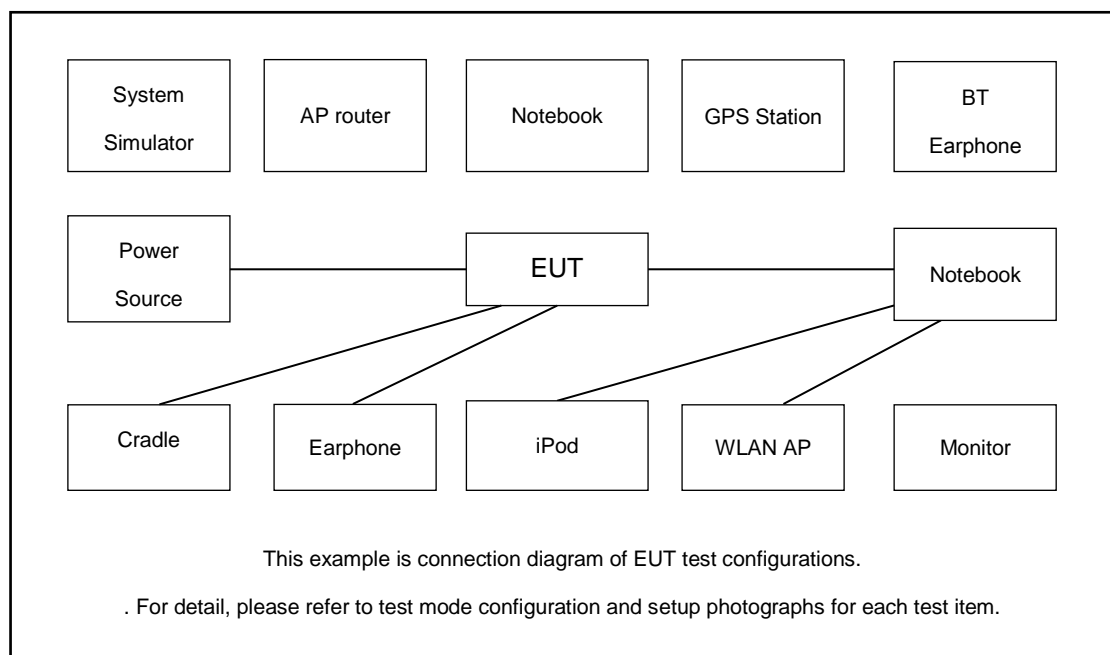 System
Simulator
AP router
Notebook
GPS Station
BT
Earphone
Power
Source
EUT
Notebook
Cradle
Earphone
iPod
WLAN AP
Monitor
This example is connection diagram of EUT test configurations.
. For detail, please refer to test mode configuration and setup photographs for each test item.